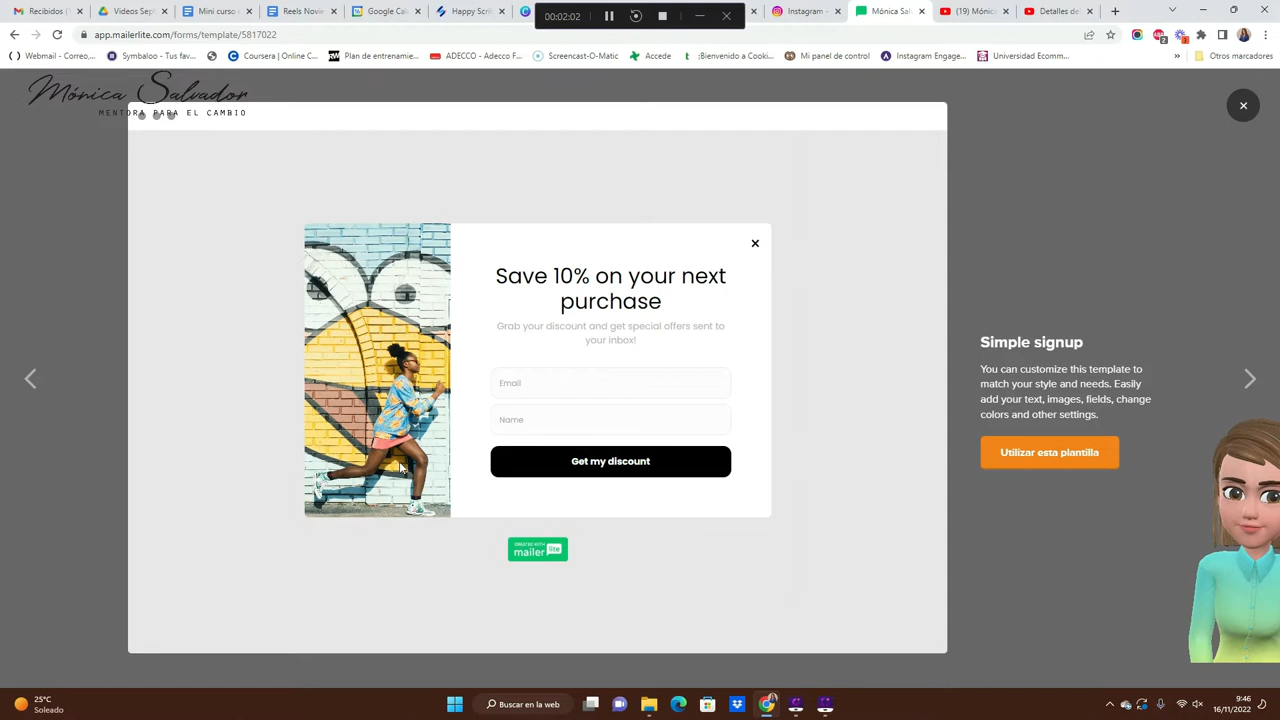 Recibidos (
Videos Sep
Mini curso
Reels Novie
Google Cal
Happy Scrib
00:02:02
Instagram
Mónica Sal
(19) Mónic
Detalles de
app.mailerlite.com/forms/template/5817022
Webmail - Correo,...
Symbaloo - Tus fav...
Coursera | Online C...
Plan de entrenamie...
ADECCO - Adecco F...
Screencast-O-Matic
Accede
¡Bienvenido a Cooki...
Mi panel de control
Instagram Engage...
Universidad Ecomm...
»
Otros marcadores
Mónica Salvador
MENTORA PARA EL CAMBIO
Save 10% on your next
purchase
Grab your discount and get special offers sent to
your inbox!
Email
Name
Get my discount
CREATED WITH
mailer lite
Simple signup
You can customize this template to
match your style and needs. Easily
add your text, images, fields, change
colors and other settings.
Utilizar esta plantilla
25°C
Soleado
Buscar en la web
9:46
16/11/2022